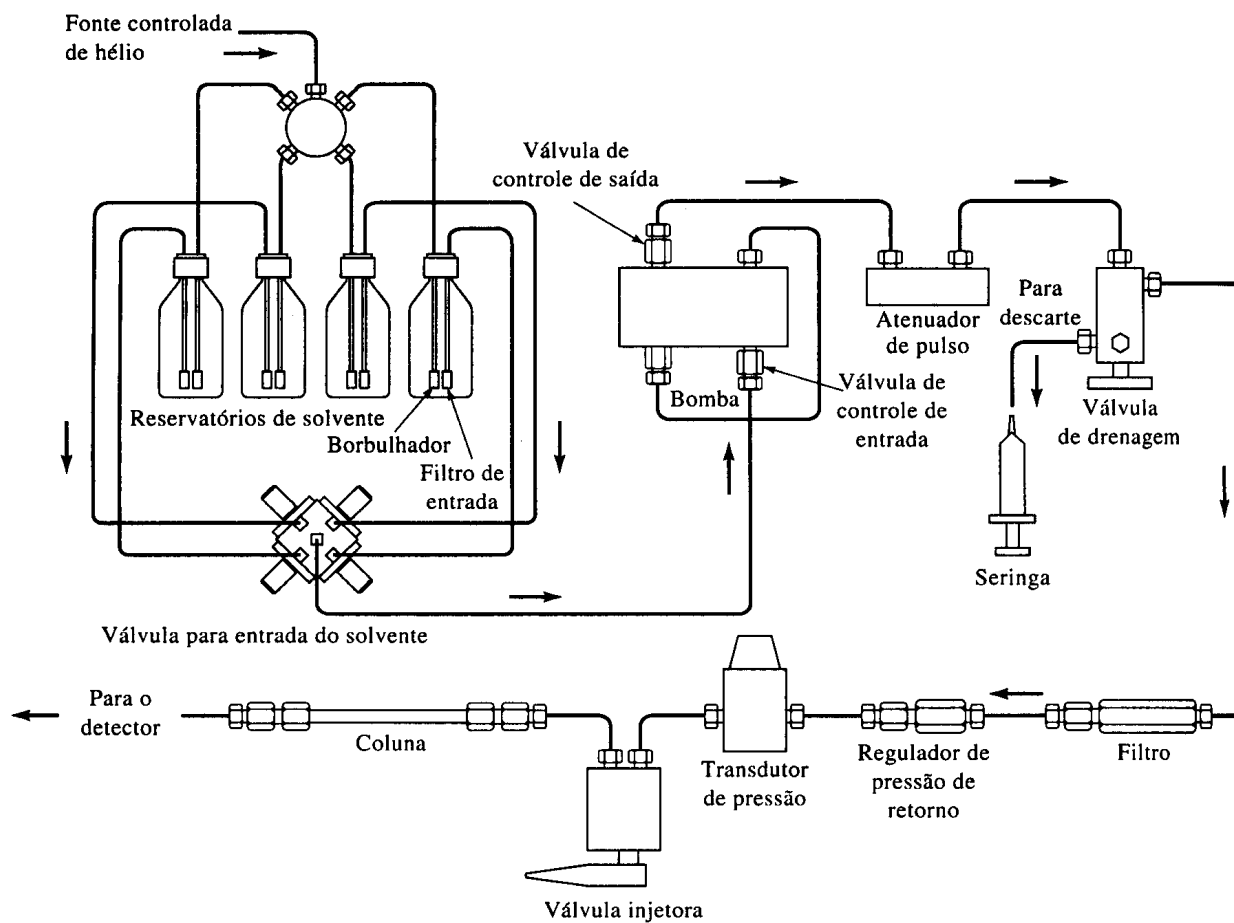 Fonte controlada
de hélio
Válvula de
controle de saída
Para
descarte
Atenuador
de pulso
Reservatórios de solvente
Borbulhador
Filtro de
entrada
Bomba
Válvula de
controle de
entrada
Válvula
de drenagem
Seringa
Válvula para entrada do solvente
Para o
detector
Coluna
Transdutor
de pressão
Regulador de
pressão de
retorno
Filtro
Válvula injetora